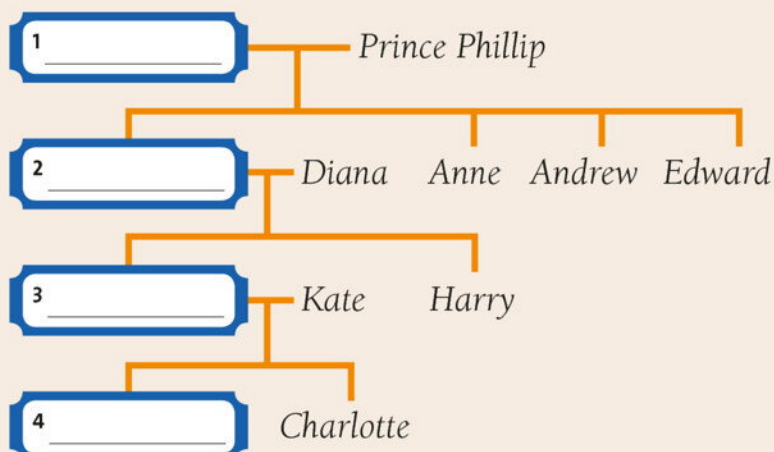 1 Prince Phillip
2 Diana Anne Andrew Edward
3 Kate Harry
4 Charlotte